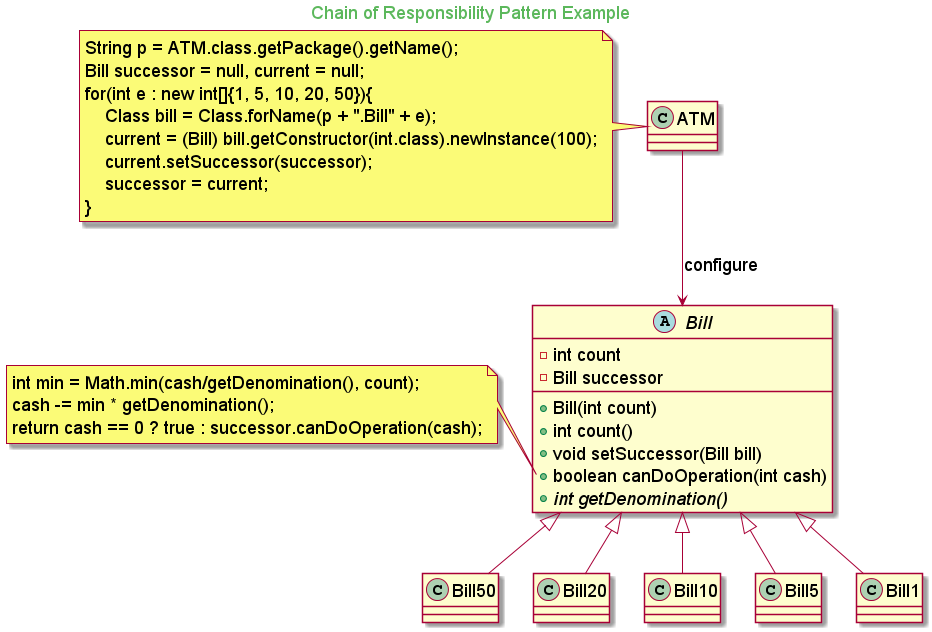 Chain of Responsibility Pattern Example
String p = ATM.class.getPackage().getName();
Bill successor = null, current = null;
for(int e : new int[]{1, 5, 10, 20, 50}){
    Class bill = Class.forName(p + ".Bill" + e);
    current = (Bill) bill.getConstructor(int.class).newInstance(100);
    current.setSuccessor(successor);
    successor = current;
}
C ATM
configure
A Bill
int count
Bill successor
Bill(int count)
int count()
void setSuccessor(Bill bill)
boolean canDoOperation(int cash)
int getDenomination()
int min = Math.min(cash/getDenomination(), count);
cash -= min * getDenomination();
return cash == 0 ? true : successor.canDoOperation(cash);
C Bill50
C Bill20
C Bill10
C Bill5
C Bill1